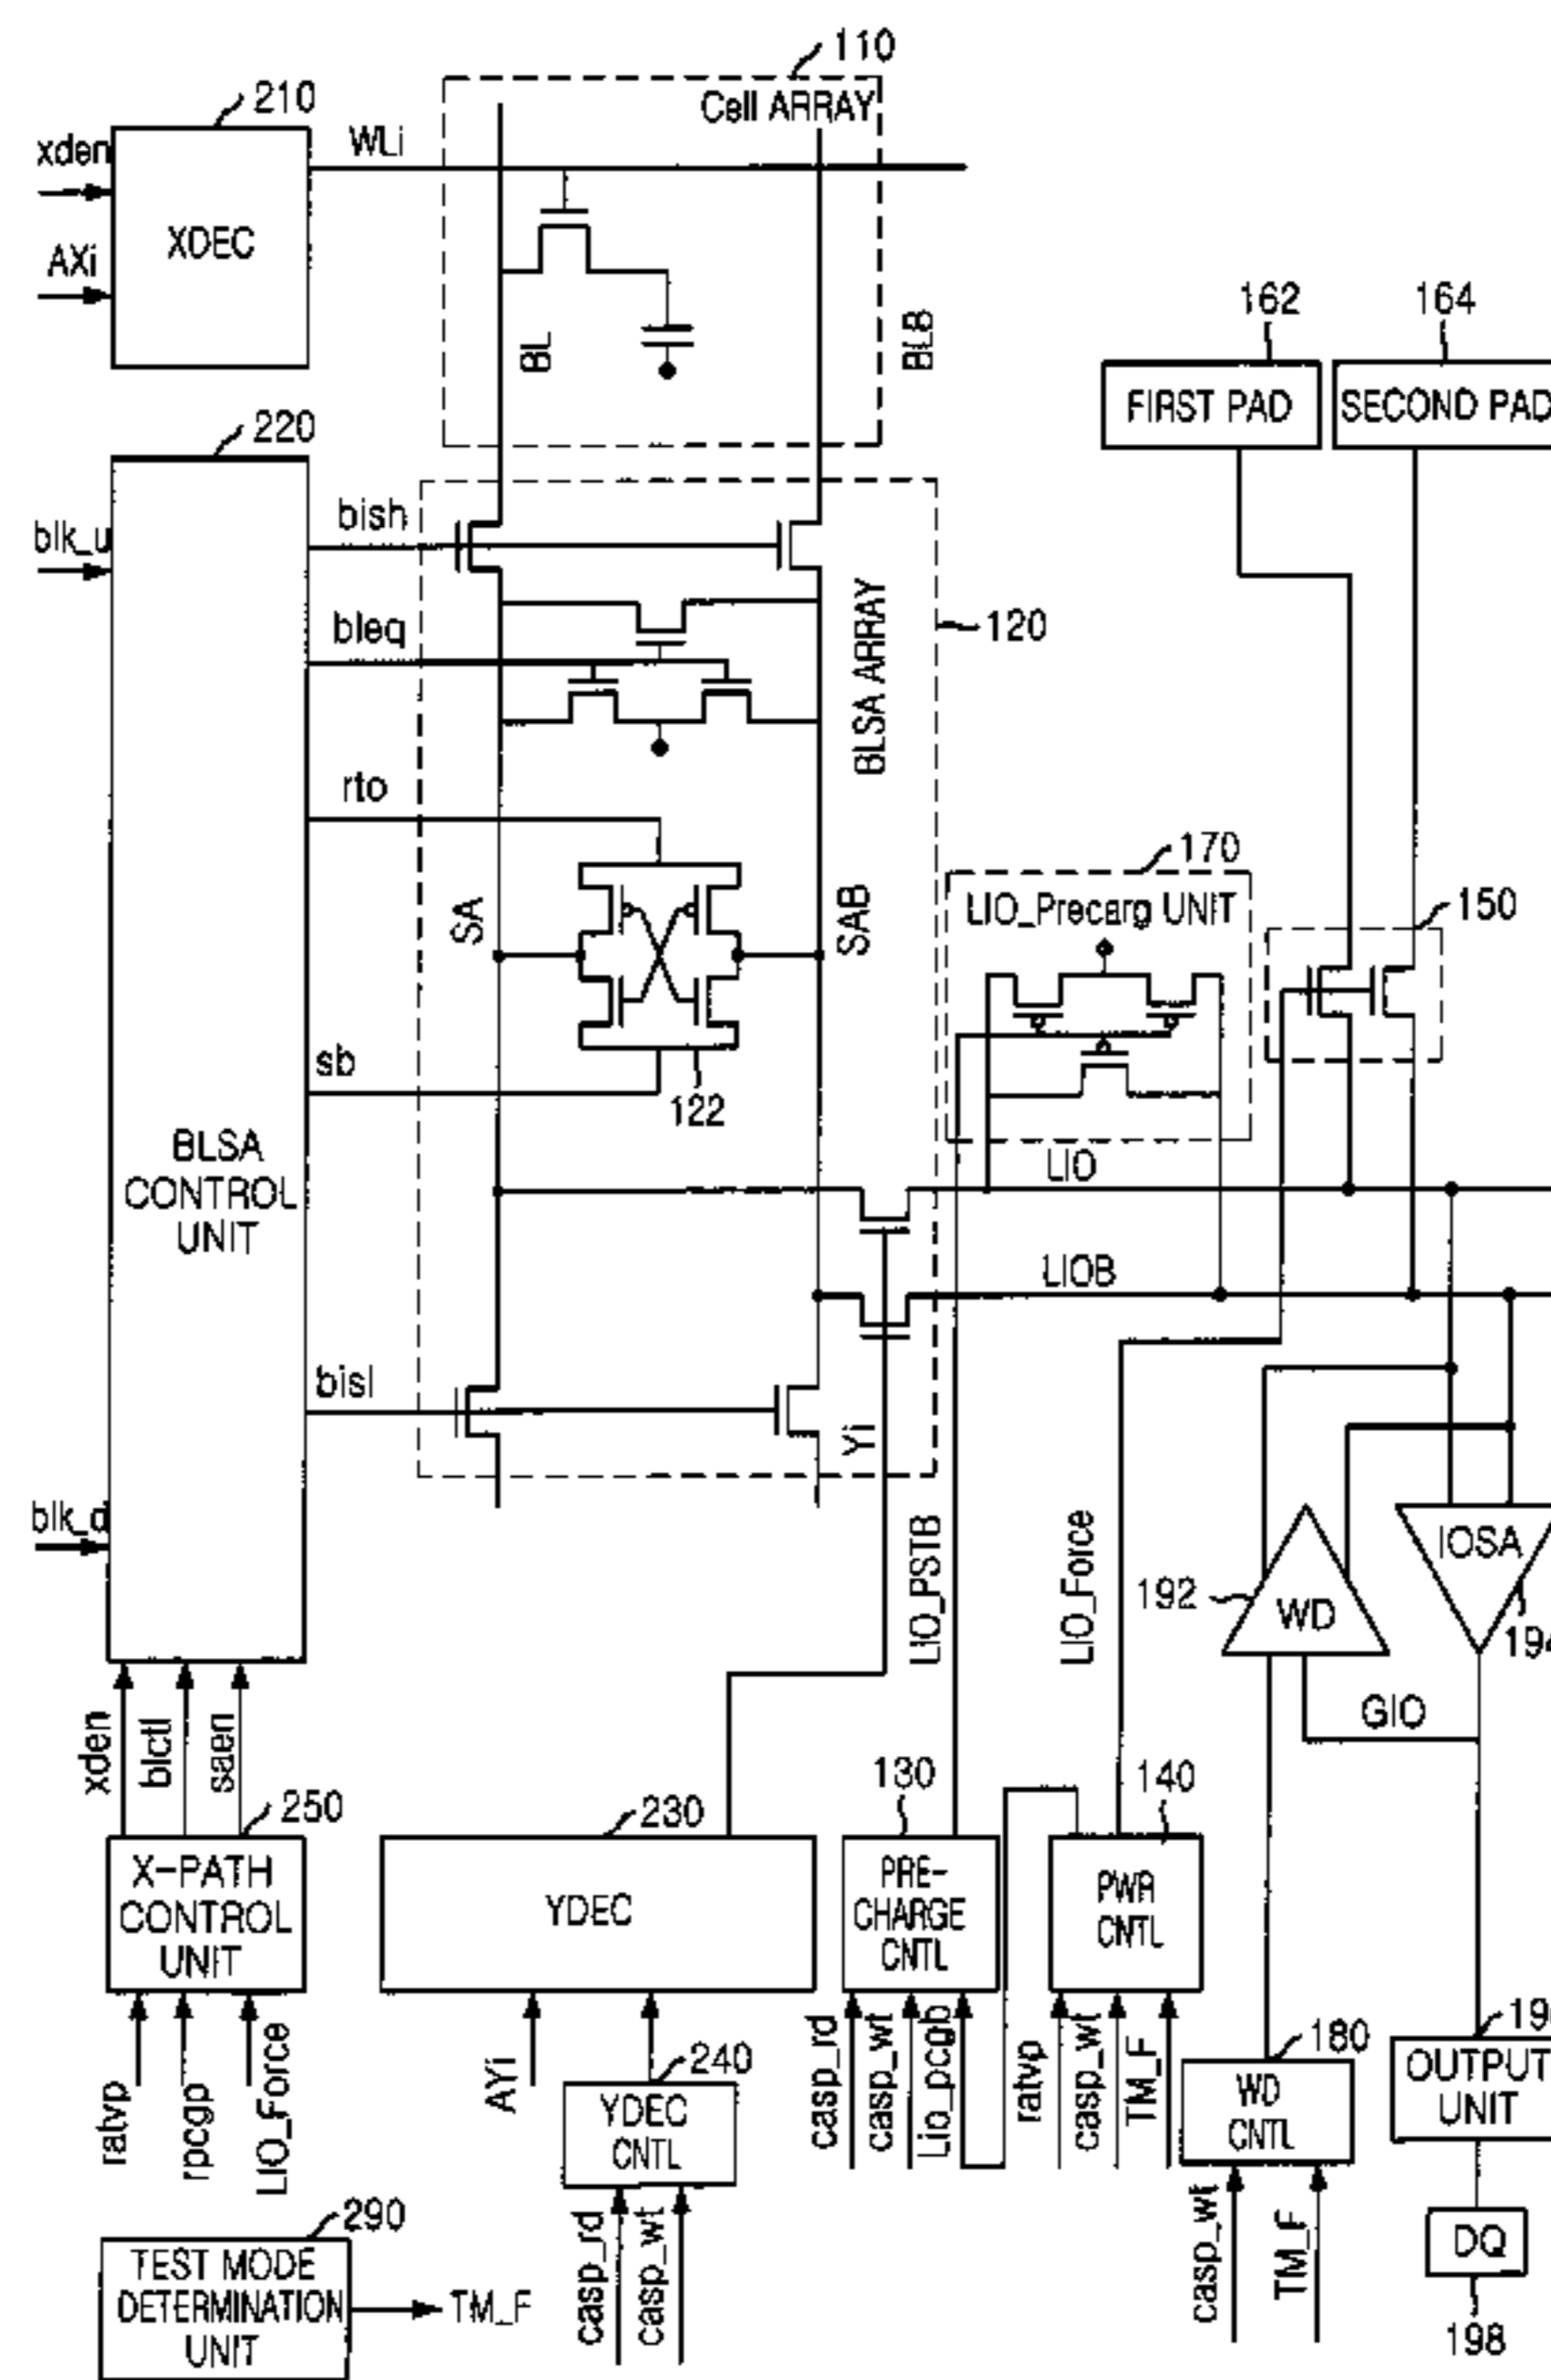 110
Cell ARRAY
210
xden
WLi
XDEC
AXi
BL
BLB
162
164
FIRST PAD
SECOND PAD
220
blk_u
bish
bleq
120
BLSA ARRAY
rto
170
LIO_Precarg UNIT
150
SA
SAB
sb
122
BLSA
CONTROL
UNIT
LIO
LIOB
bisl
Yi
blk_d
LIO_PSTB
LIO_Force
192
WD
IOSA
194
GIO
xden
blctl
saen
250
X-PATH
CONTROL
UNIT
230
YDEC
130
PRE-
CHARGE
CNTL
140
PWR
CNTL
ratvp
rpcgp
LIO_Force
AYi
240
YDEC
CNTL
casp_rd
casp_wt
Lio_pcgb
ratvp
casp_wt
TM_F
180
WD
CNTL
OUTPUT
UNIT
290
TEST MODE
DETERMINATION
UNIT
TM_F
casp_rd
casp_wt
casp_wt
TM_F
DQ
198